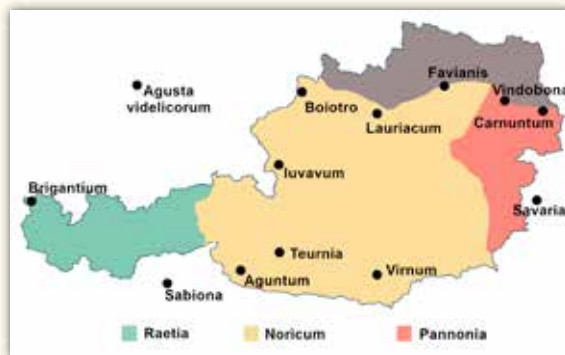 Favianis
Agusta
videlicorum
Boiotro
Vindobona
Lauriacum
Carnuntum
Iuvavum
Brigantium
Savaria
Teurnia
Aguntum
Virnum
Sabiona
Raetia
Noricum
Pannonia